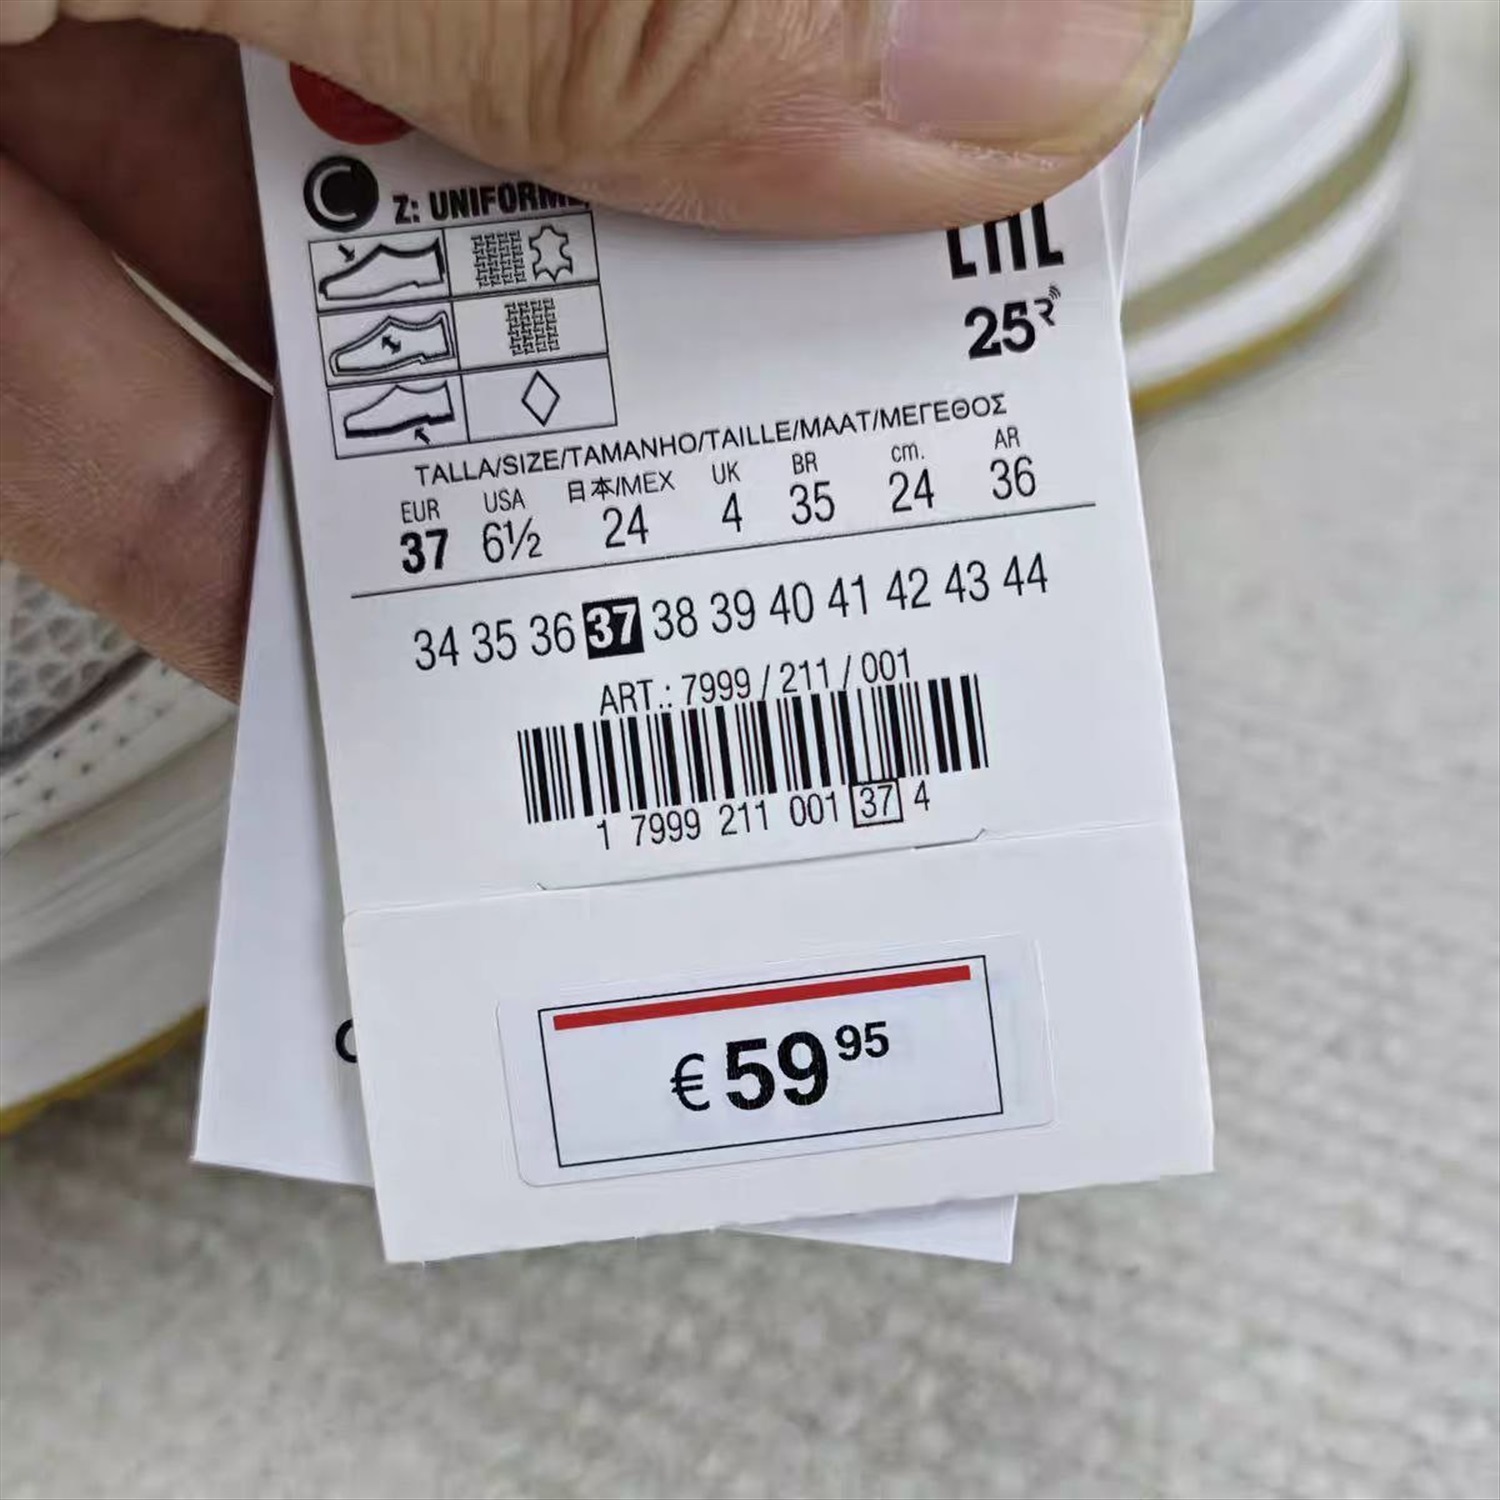 C Z: UNIFORME
EAC
25
TALLA/SIZE/TAMANHO/TAILLE/MAAT/ΜΕΓΕΘΟΣ
EUR USA 日本/MEX UK BR cm. AR
37 6½ 24 4 35 24 36
34 35 36 37 38 39 40 41 42 43 44
ART.: 7999 / 211 / 001
1 7999 211 001 37 4
€ 59 95